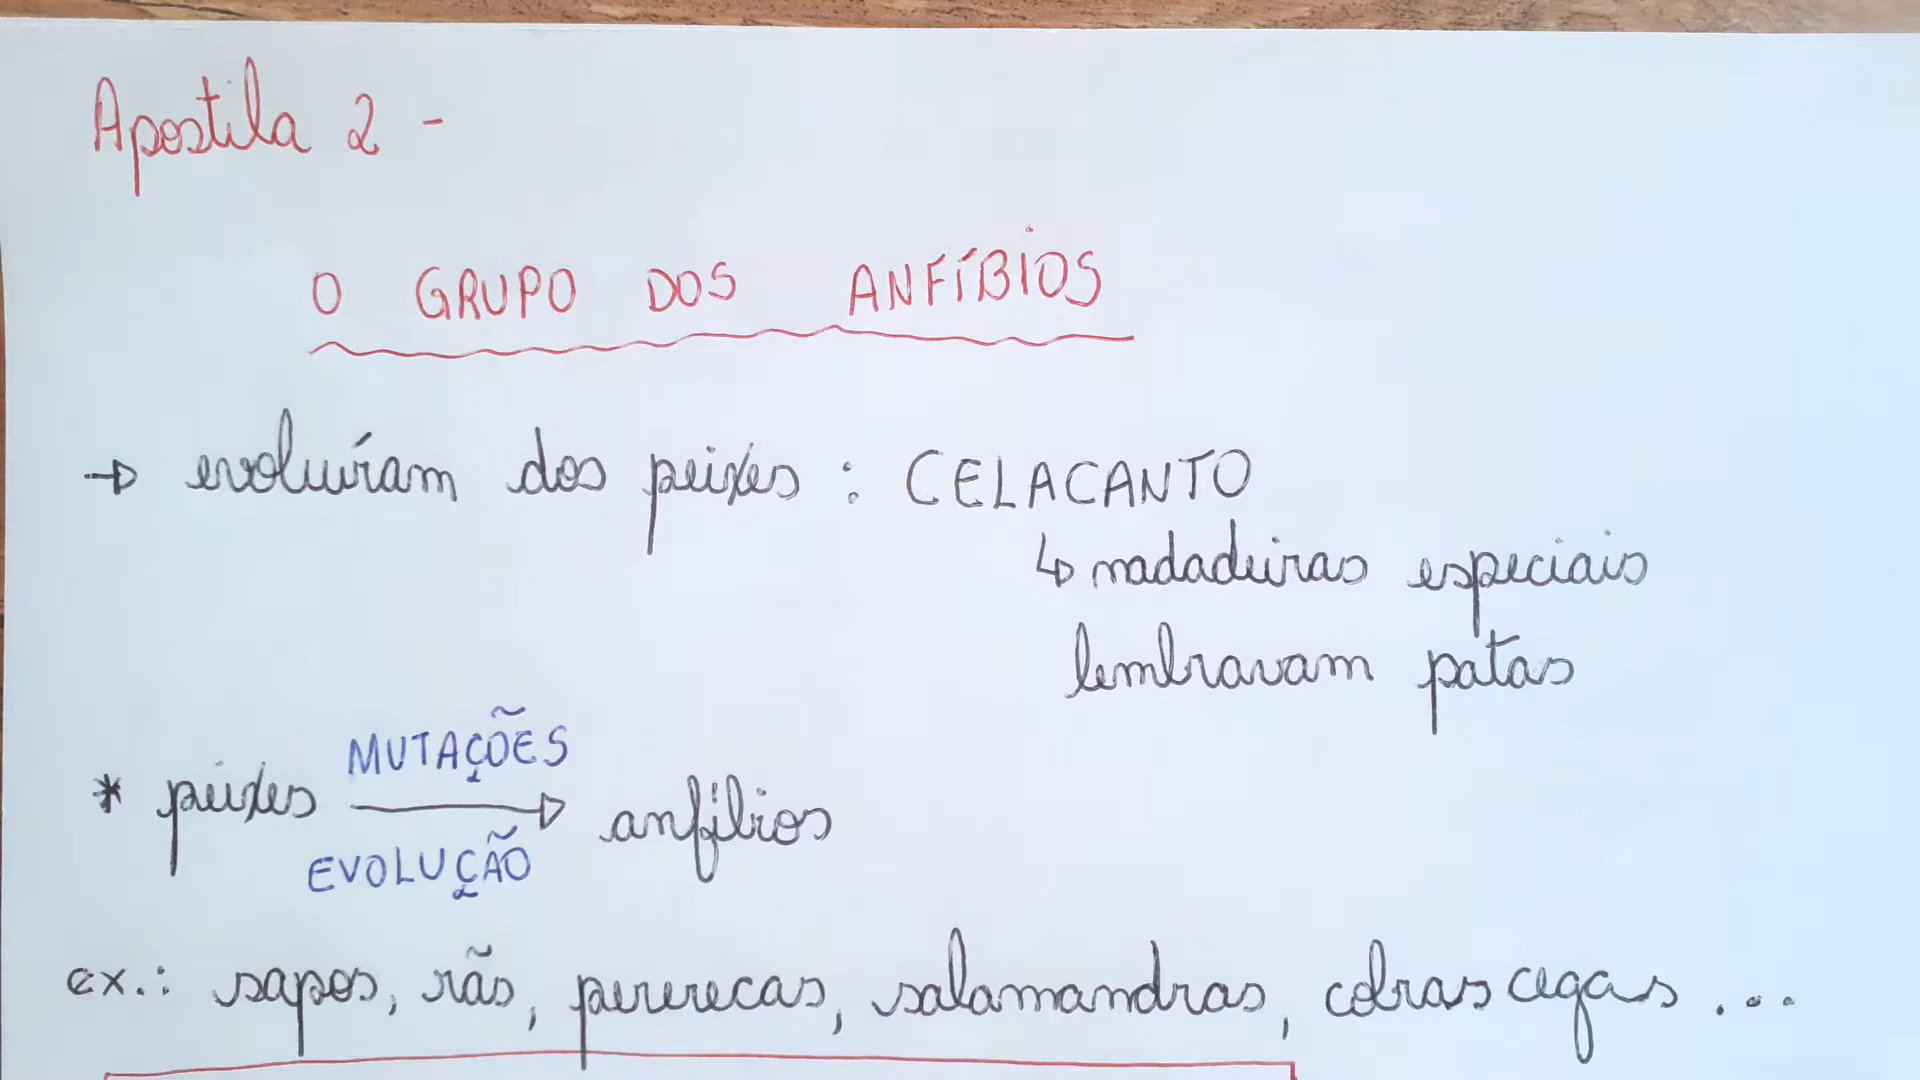 Apostila 2 -
O GRUPO DOS ANFÍBIOS
→ evoluíram dos peixes : CELACANTO
↳ nadadeiras especiais
lembravam patas
MUTAÇÕES
* peixes → anfíbios
EVOLUÇÃO
ex.: sapos, rãs, pererecas, salamandras, cobras cegas ...